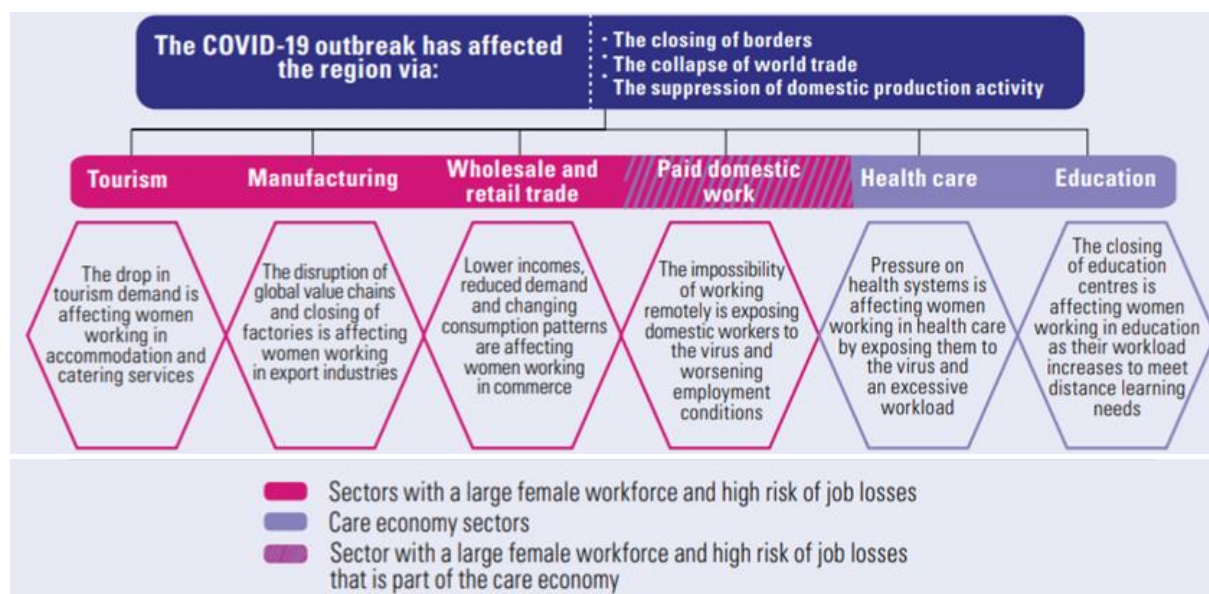 The COVID-19 outbreak has affected
the region via:
· The closing of borders
· The collapse of world trade
· The suppression of domestic production activity
Tourism
Manufacturing
Wholesale and
retail trade
Paid domestic
work
Health care
Education
The drop in
tourism demand is
affecting women
working in
accommodation and
catering services
The disruption of
global value chains
and closing of
factories is affecting
women working
in export industries
Lower incomes,
reduced demand
and changing
consumption patterns
are affecting
women working
in commerce
The impossibility
of working
remotely is exposing
domestic workers to
the virus and
worsening
employment
conditions
Pressure on
health systems is
affecting women
working in health care
by exposing them to
the virus and
an excessive
workload
The closing
of education
centres is
affecting women
working in education
as their workload
increases to meet
distance learning
needs
Sectors with a large female workforce and high risk of job losses
Care economy sectors
Sector with a large female workforce and high risk of job losses
that is part of the care economy